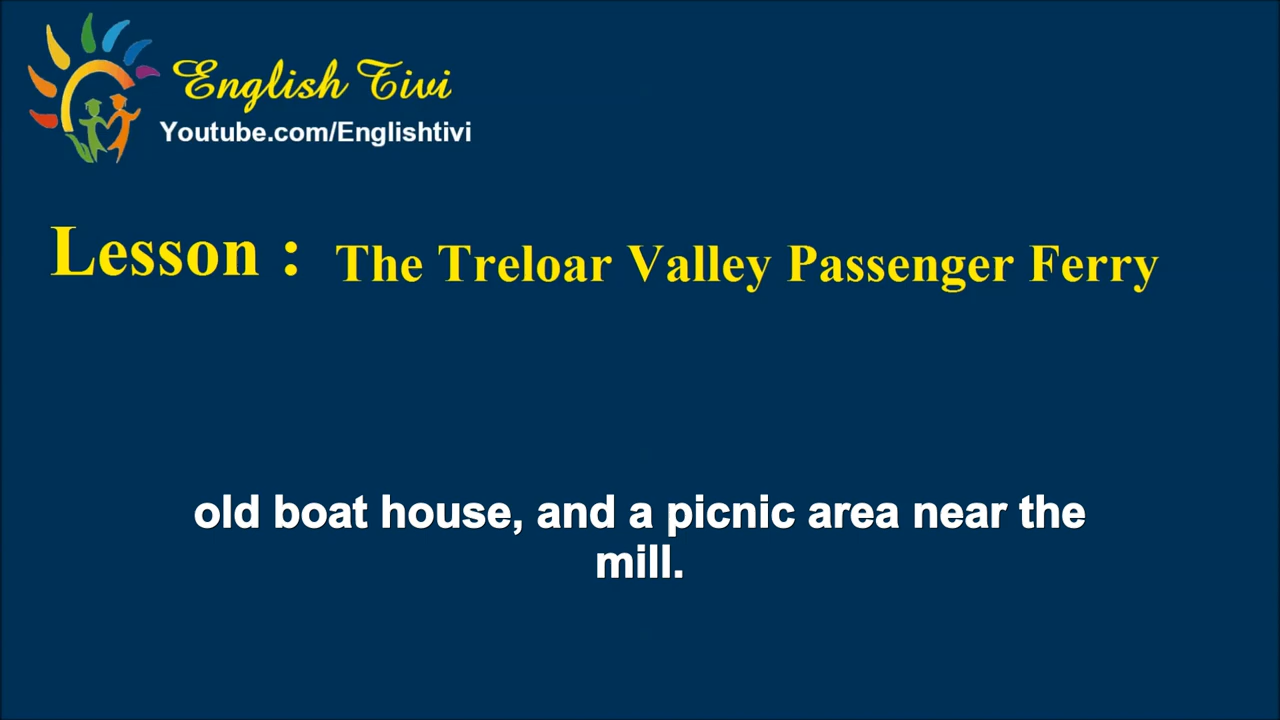 English Tivi
Youtube.com/Englishtivi
Lesson : The Treloar Valley Passenger Ferry
old boat house, and a picnic area near the
mill.